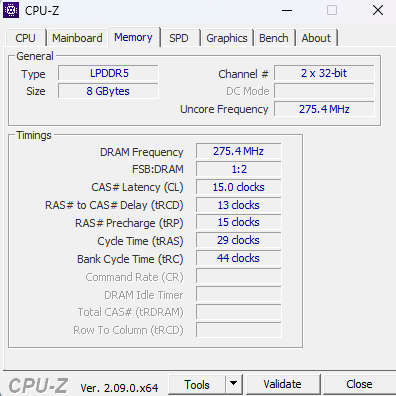 CPU-Z
CPU Mainboard Memory SPD Graphics Bench About
General
Type LPDDR5 Channel # 2 x 32-bit
Size 8 GBytes DC Mode
Uncore Frequency 275.4 MHz
Timings
DRAM Frequency 275.4 MHz
FSB:DRAM 1:2
CAS# Latency (CL) 15.0 clocks
RAS# to CAS# Delay (tRCD) 13 clocks
RAS# Precharge (tRP) 15 clocks
Cycle Time (tRAS) 29 clocks
Bank Cycle Time (tRC) 44 clocks
Command Rate (CR)
DRAM Idle Timer
Total CAS# (tRDRAM)
Row To Column (tRCD)
CPU-Z Ver. 2.09.0.x64 Tools Validate Close